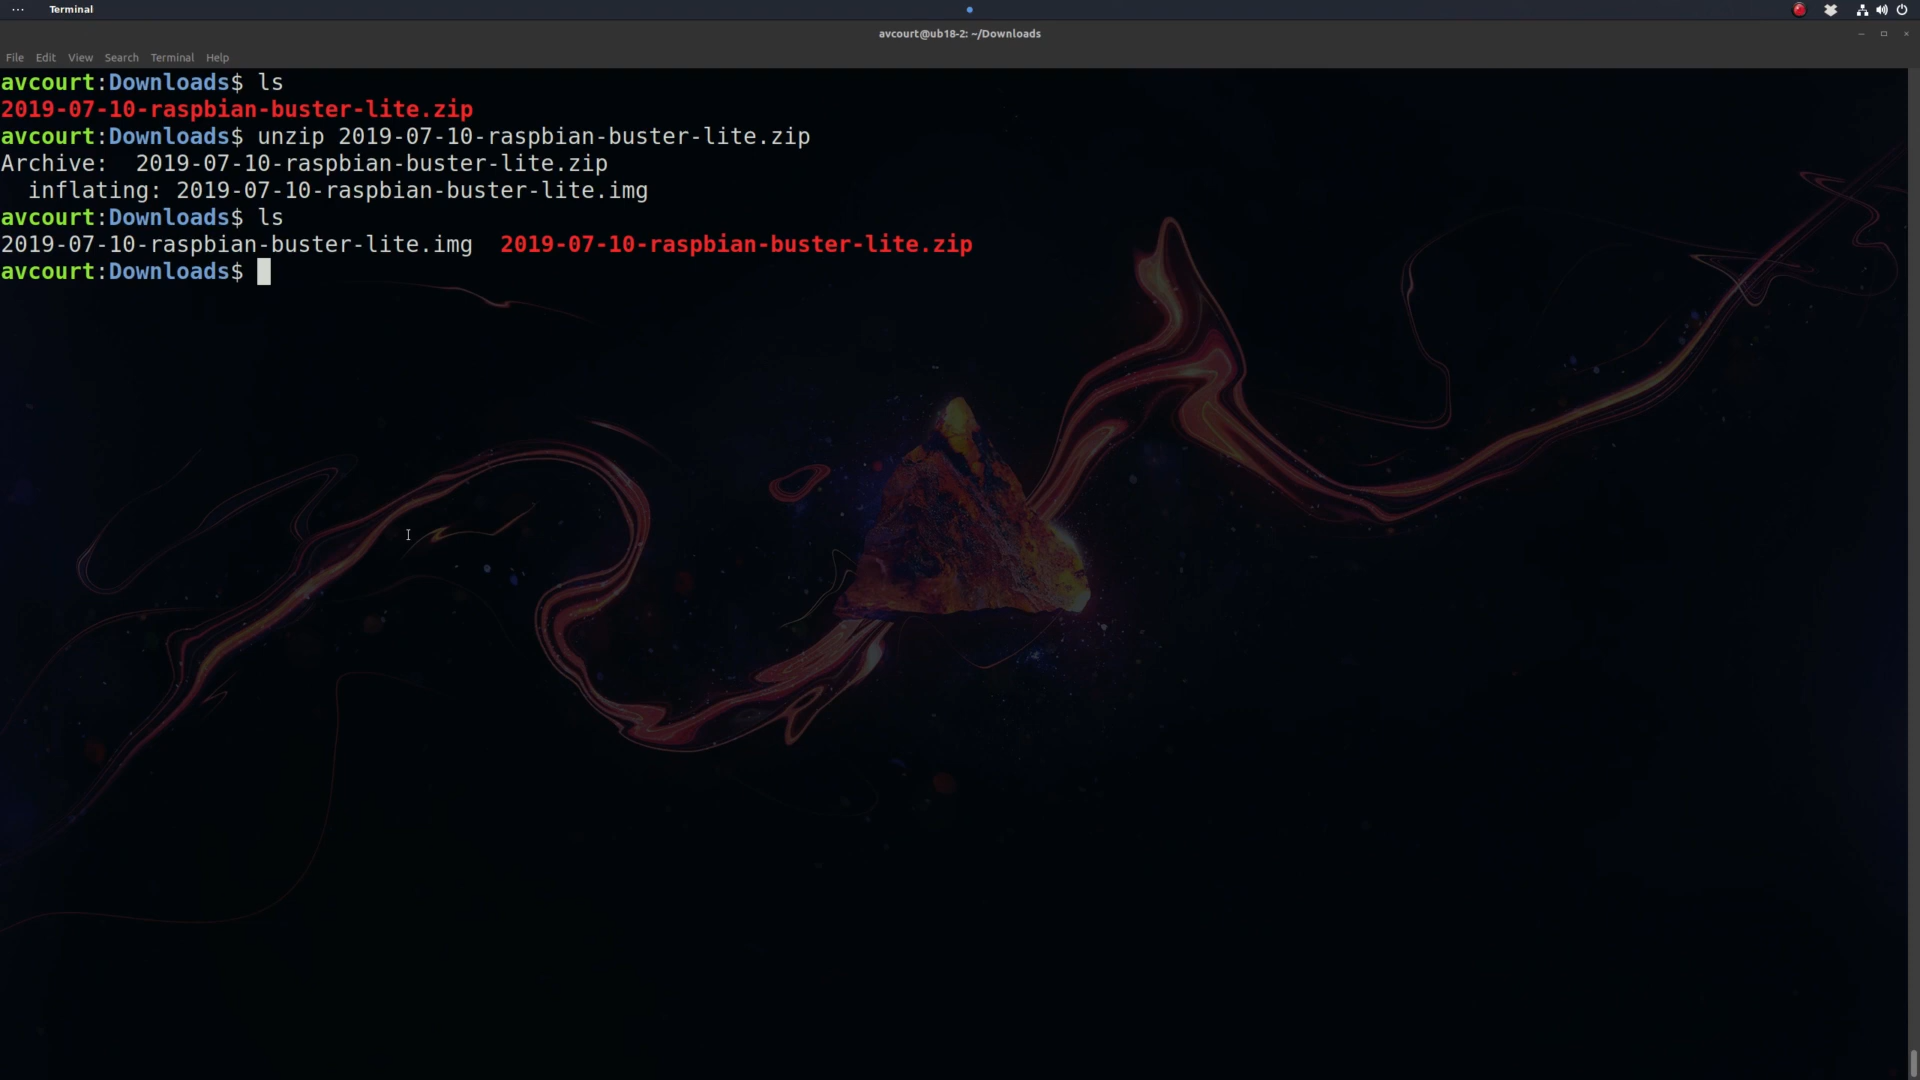 Terminal
avcourt@ub18-2: ~/Downloads
File Edit View Search Terminal Help
avcourt:Downloads$ ls
2019-07-10-raspbian-buster-lite.zip
avcourt:Downloads$ unzip 2019-07-10-raspbian-buster-lite.zip
Archive:  2019-07-10-raspbian-buster-lite.zip
  inflating: 2019-07-10-raspbian-buster-lite.img
avcourt:Downloads$ ls
2019-07-10-raspbian-buster-lite.img  2019-07-10-raspbian-buster-lite.zip
avcourt:Downloads$